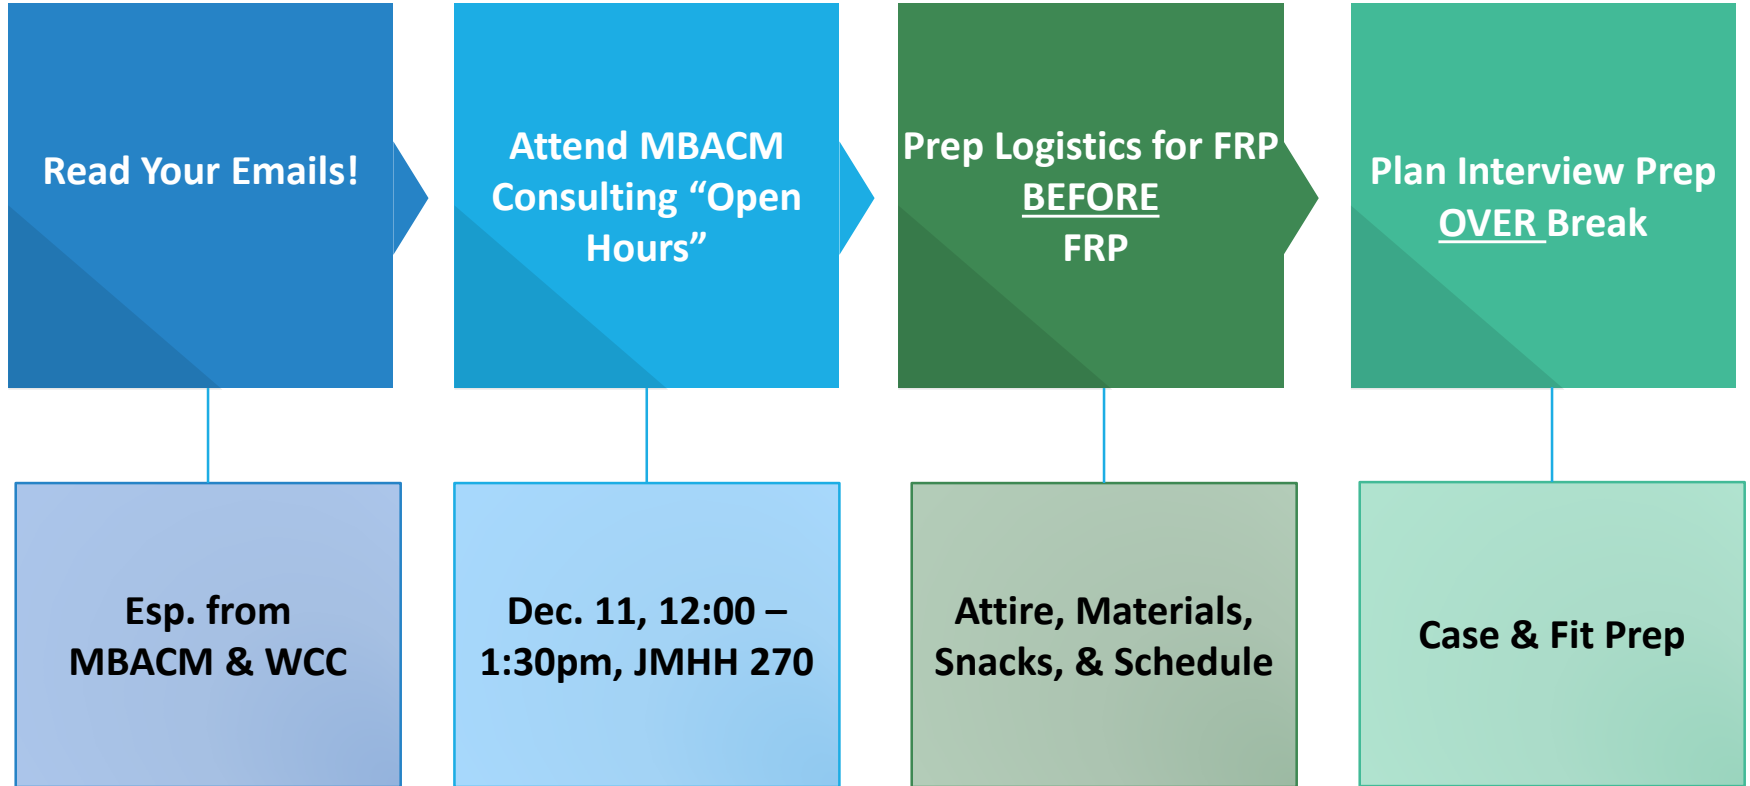 Read Your Emails!
Attend MBACM
Consulting “Open
Hours”
Prep Logistics for FRP
BEFORE
FRP
Plan Interview Prep
OVER Break
Esp. from
MBACM & WCC
Dec. 11, 12:00 –
1:30pm, JMHH 270
Attire, Materials,
Snacks, & Schedule
Case & Fit Prep